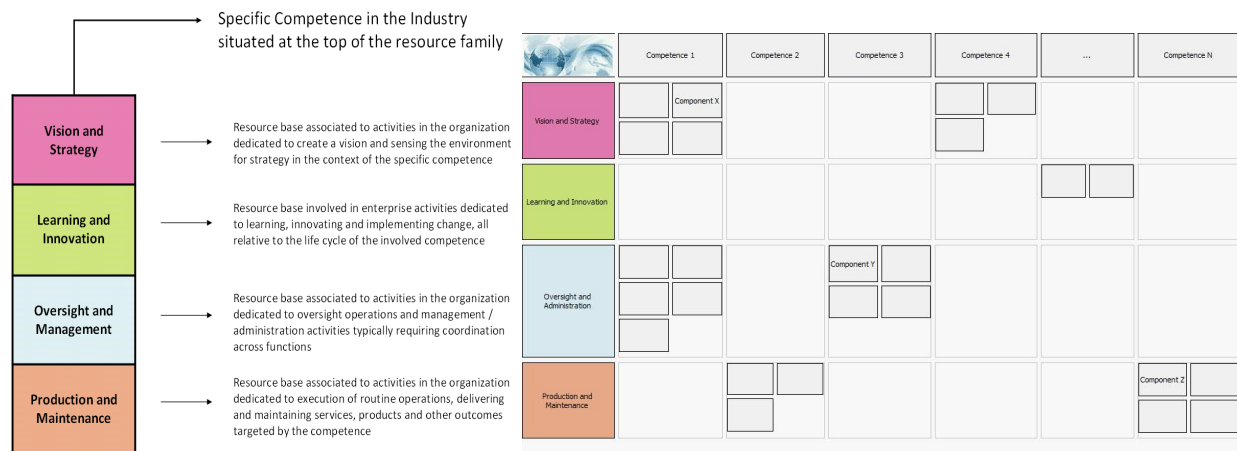 Specific Competence in the Industry
situated at the top of the resource family
Vision and
Strategy
Resource base associated to activities in the organization
dedicated to create a vision and sensing the environment
for strategy in the context of the specific competence
Learning and
Innovation
Resource base involved in enterprise activities dedicated
to learning, innovating and implementing change, all
relative to the life cycle of the involved competence
Oversight and
Management
Resource base associated to activities in the organization
dedicated to oversight operations and management /
administration activities typically requiring coordination
across functions
Production and
Maintenance
Resource base associated to activities in the organization
dedicated to execution of routine operations, delivering
and maintaining services, products and other outcomes
targeted by the competence
Competence 1
Competence 2
Competence 3
Competence 4
...
Competence N
Vision and Strategy
Component X
Learning and Innovation
Oversight and
Administration
Component Y
Production and
Maintenance
Component Z